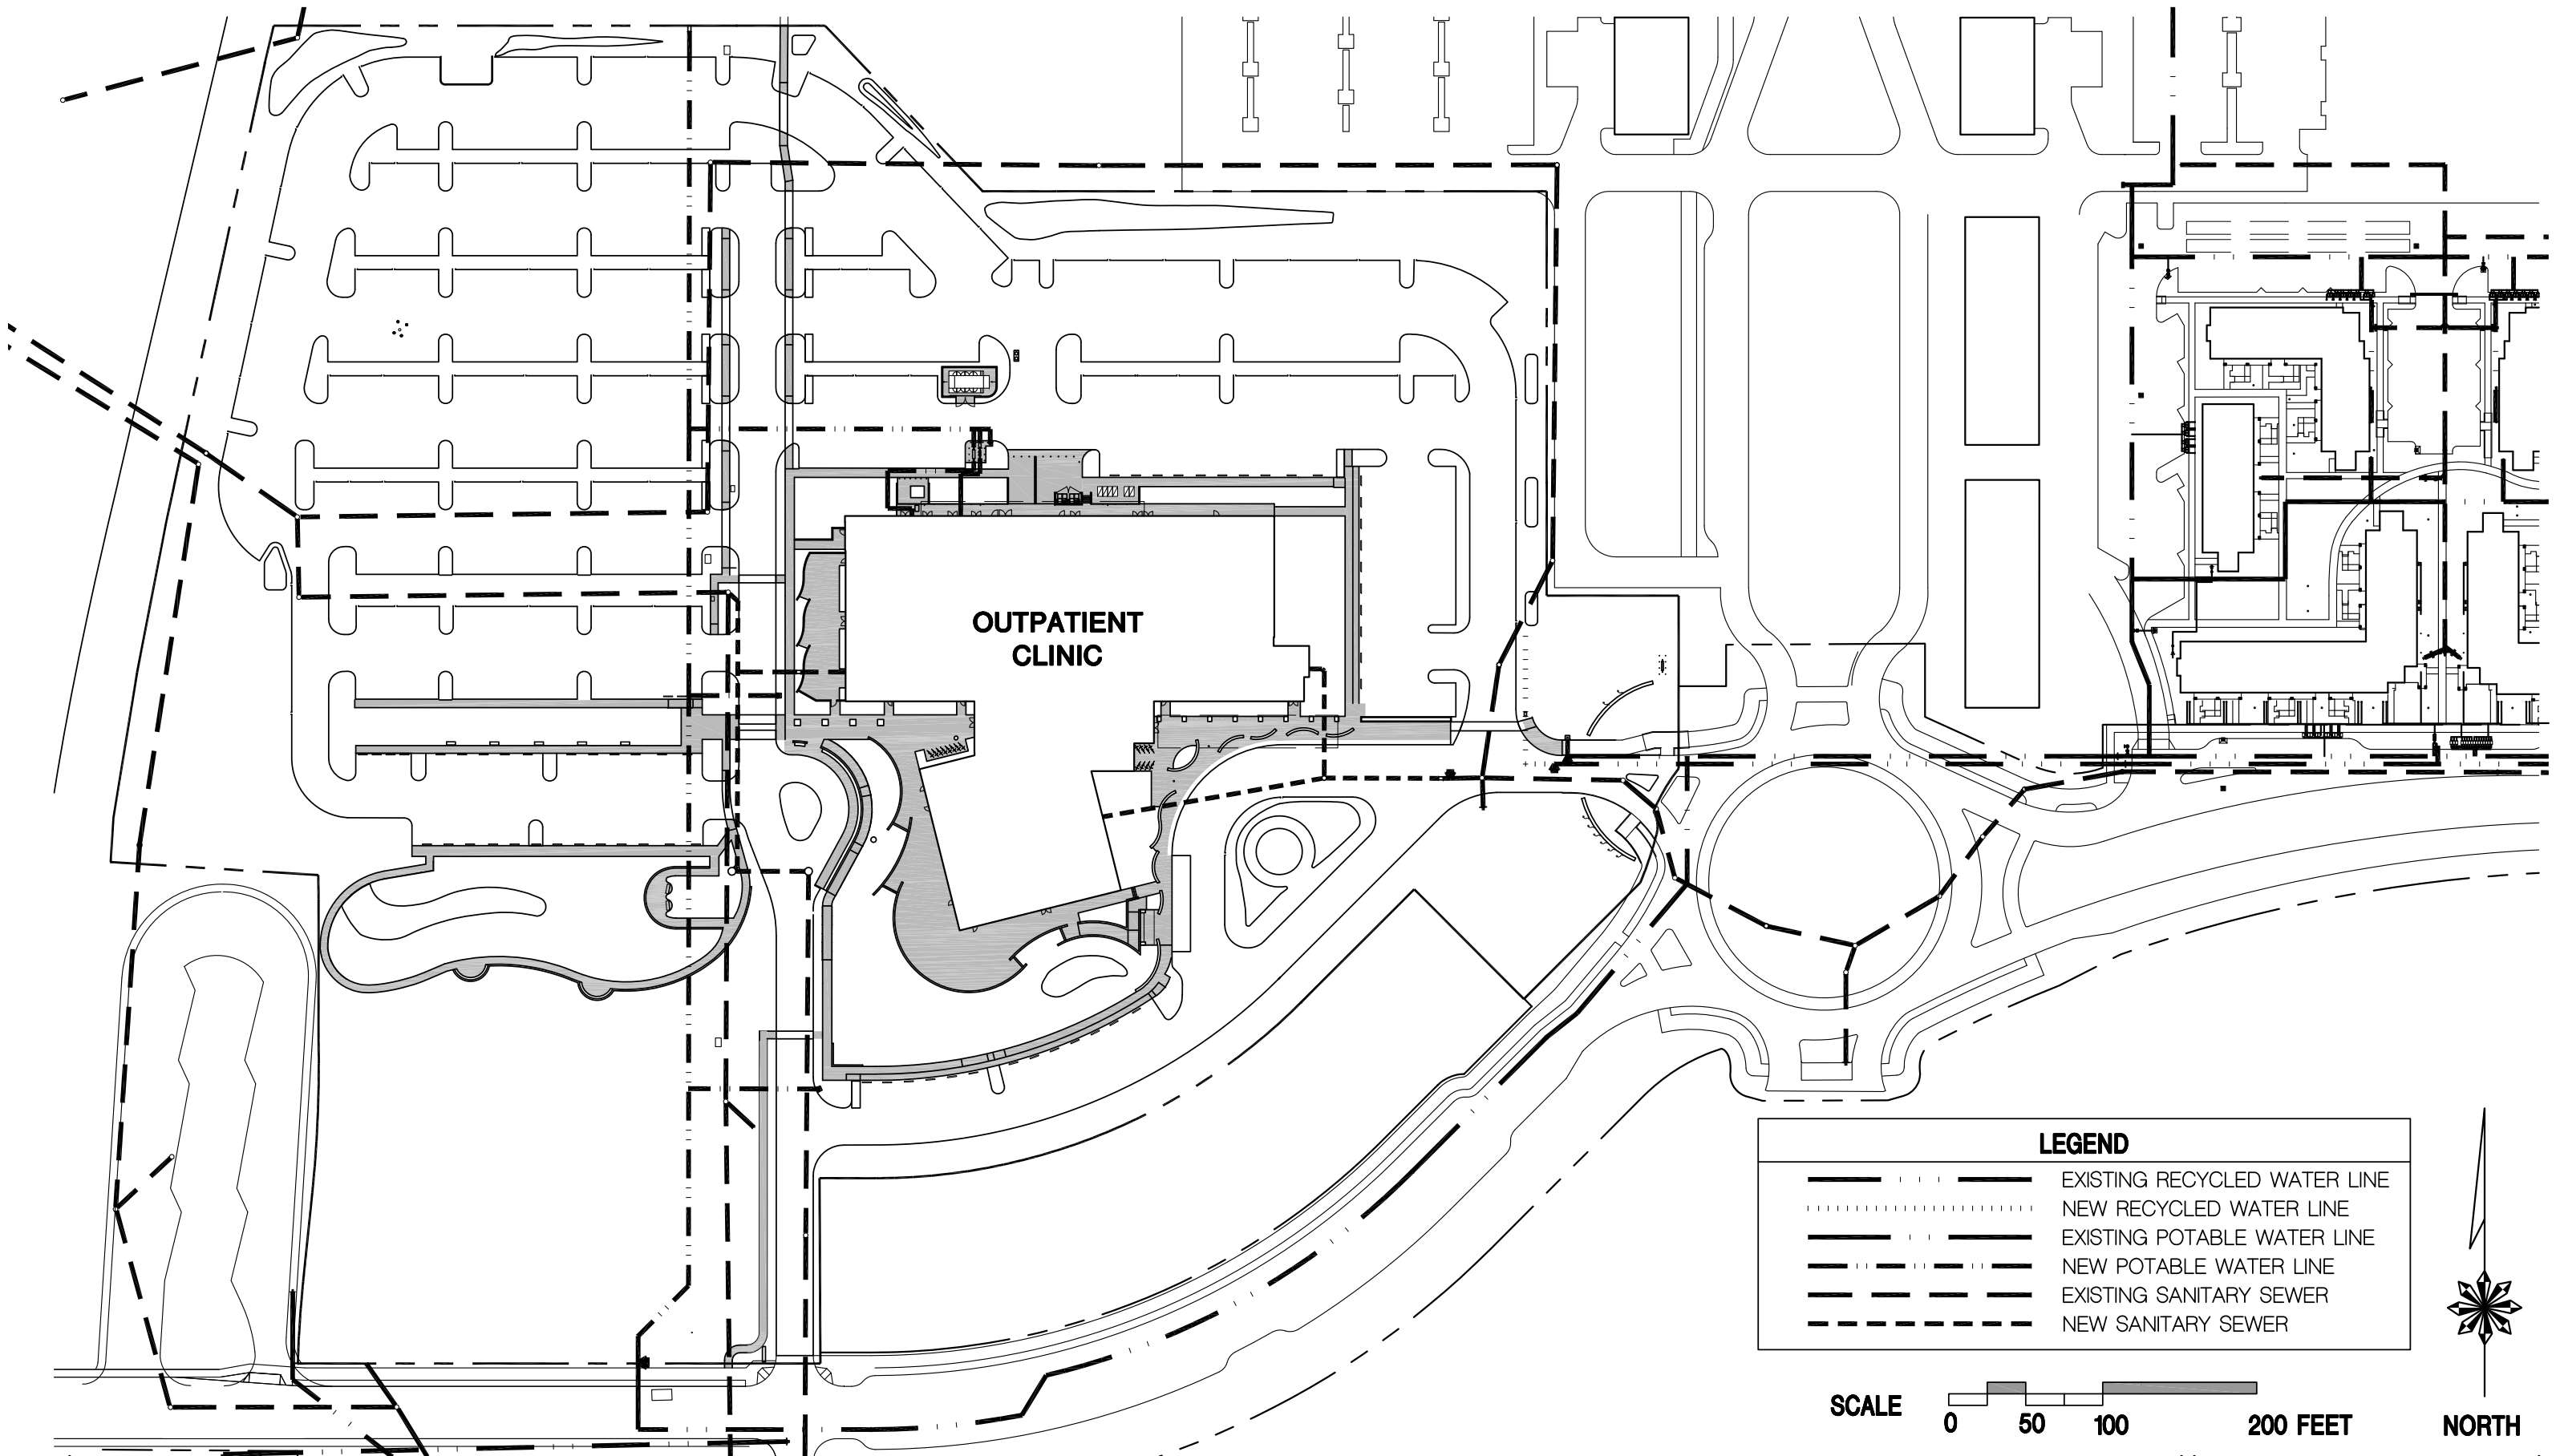 OUTPATIENT
CLINIC
LEGEND
EXISTING RECYCLED WATER LINE
NEW RECYCLED WATER LINE
EXISTING POTABLE WATER LINE
NEW POTABLE WATER LINE
EXISTING SANITARY SEWER
NEW SANITARY SEWER
SCALE
0 50 100 200 FEET
NORTH